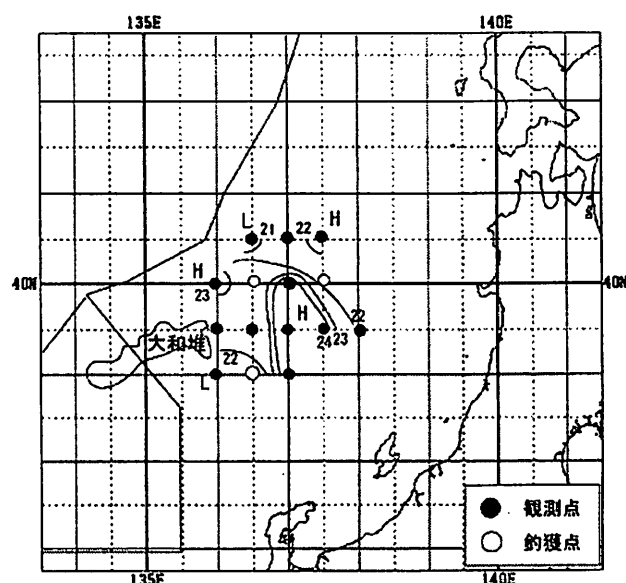 135E 140E
L 21 22 H
40N H 40N
23
H
24 23 22
大和堆 22
L
● 観測点
○ 釣獲点
135E 140E